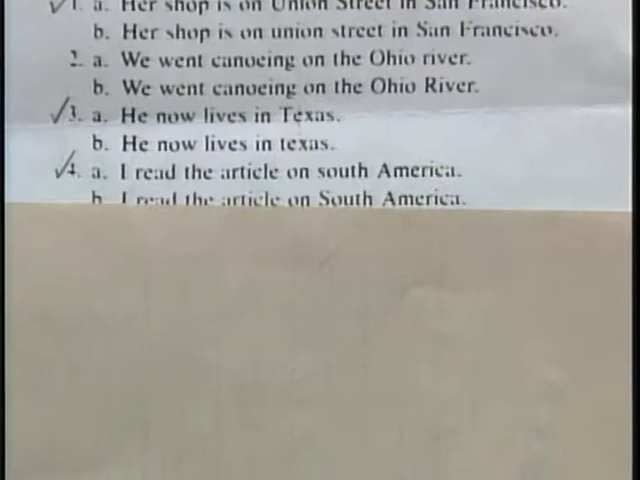 ✓1. a. Her shop is on Union Street in San Francisco.
b. Her shop is on union street in San Francisco.
2. a. We went canoeing on the Ohio river.
b. We went canoeing on the Ohio River.
✓3. a. He now lives in Texas.
b. He now lives in texas.
✓4. a. I read the article on south America.
b. I read the article on South America.